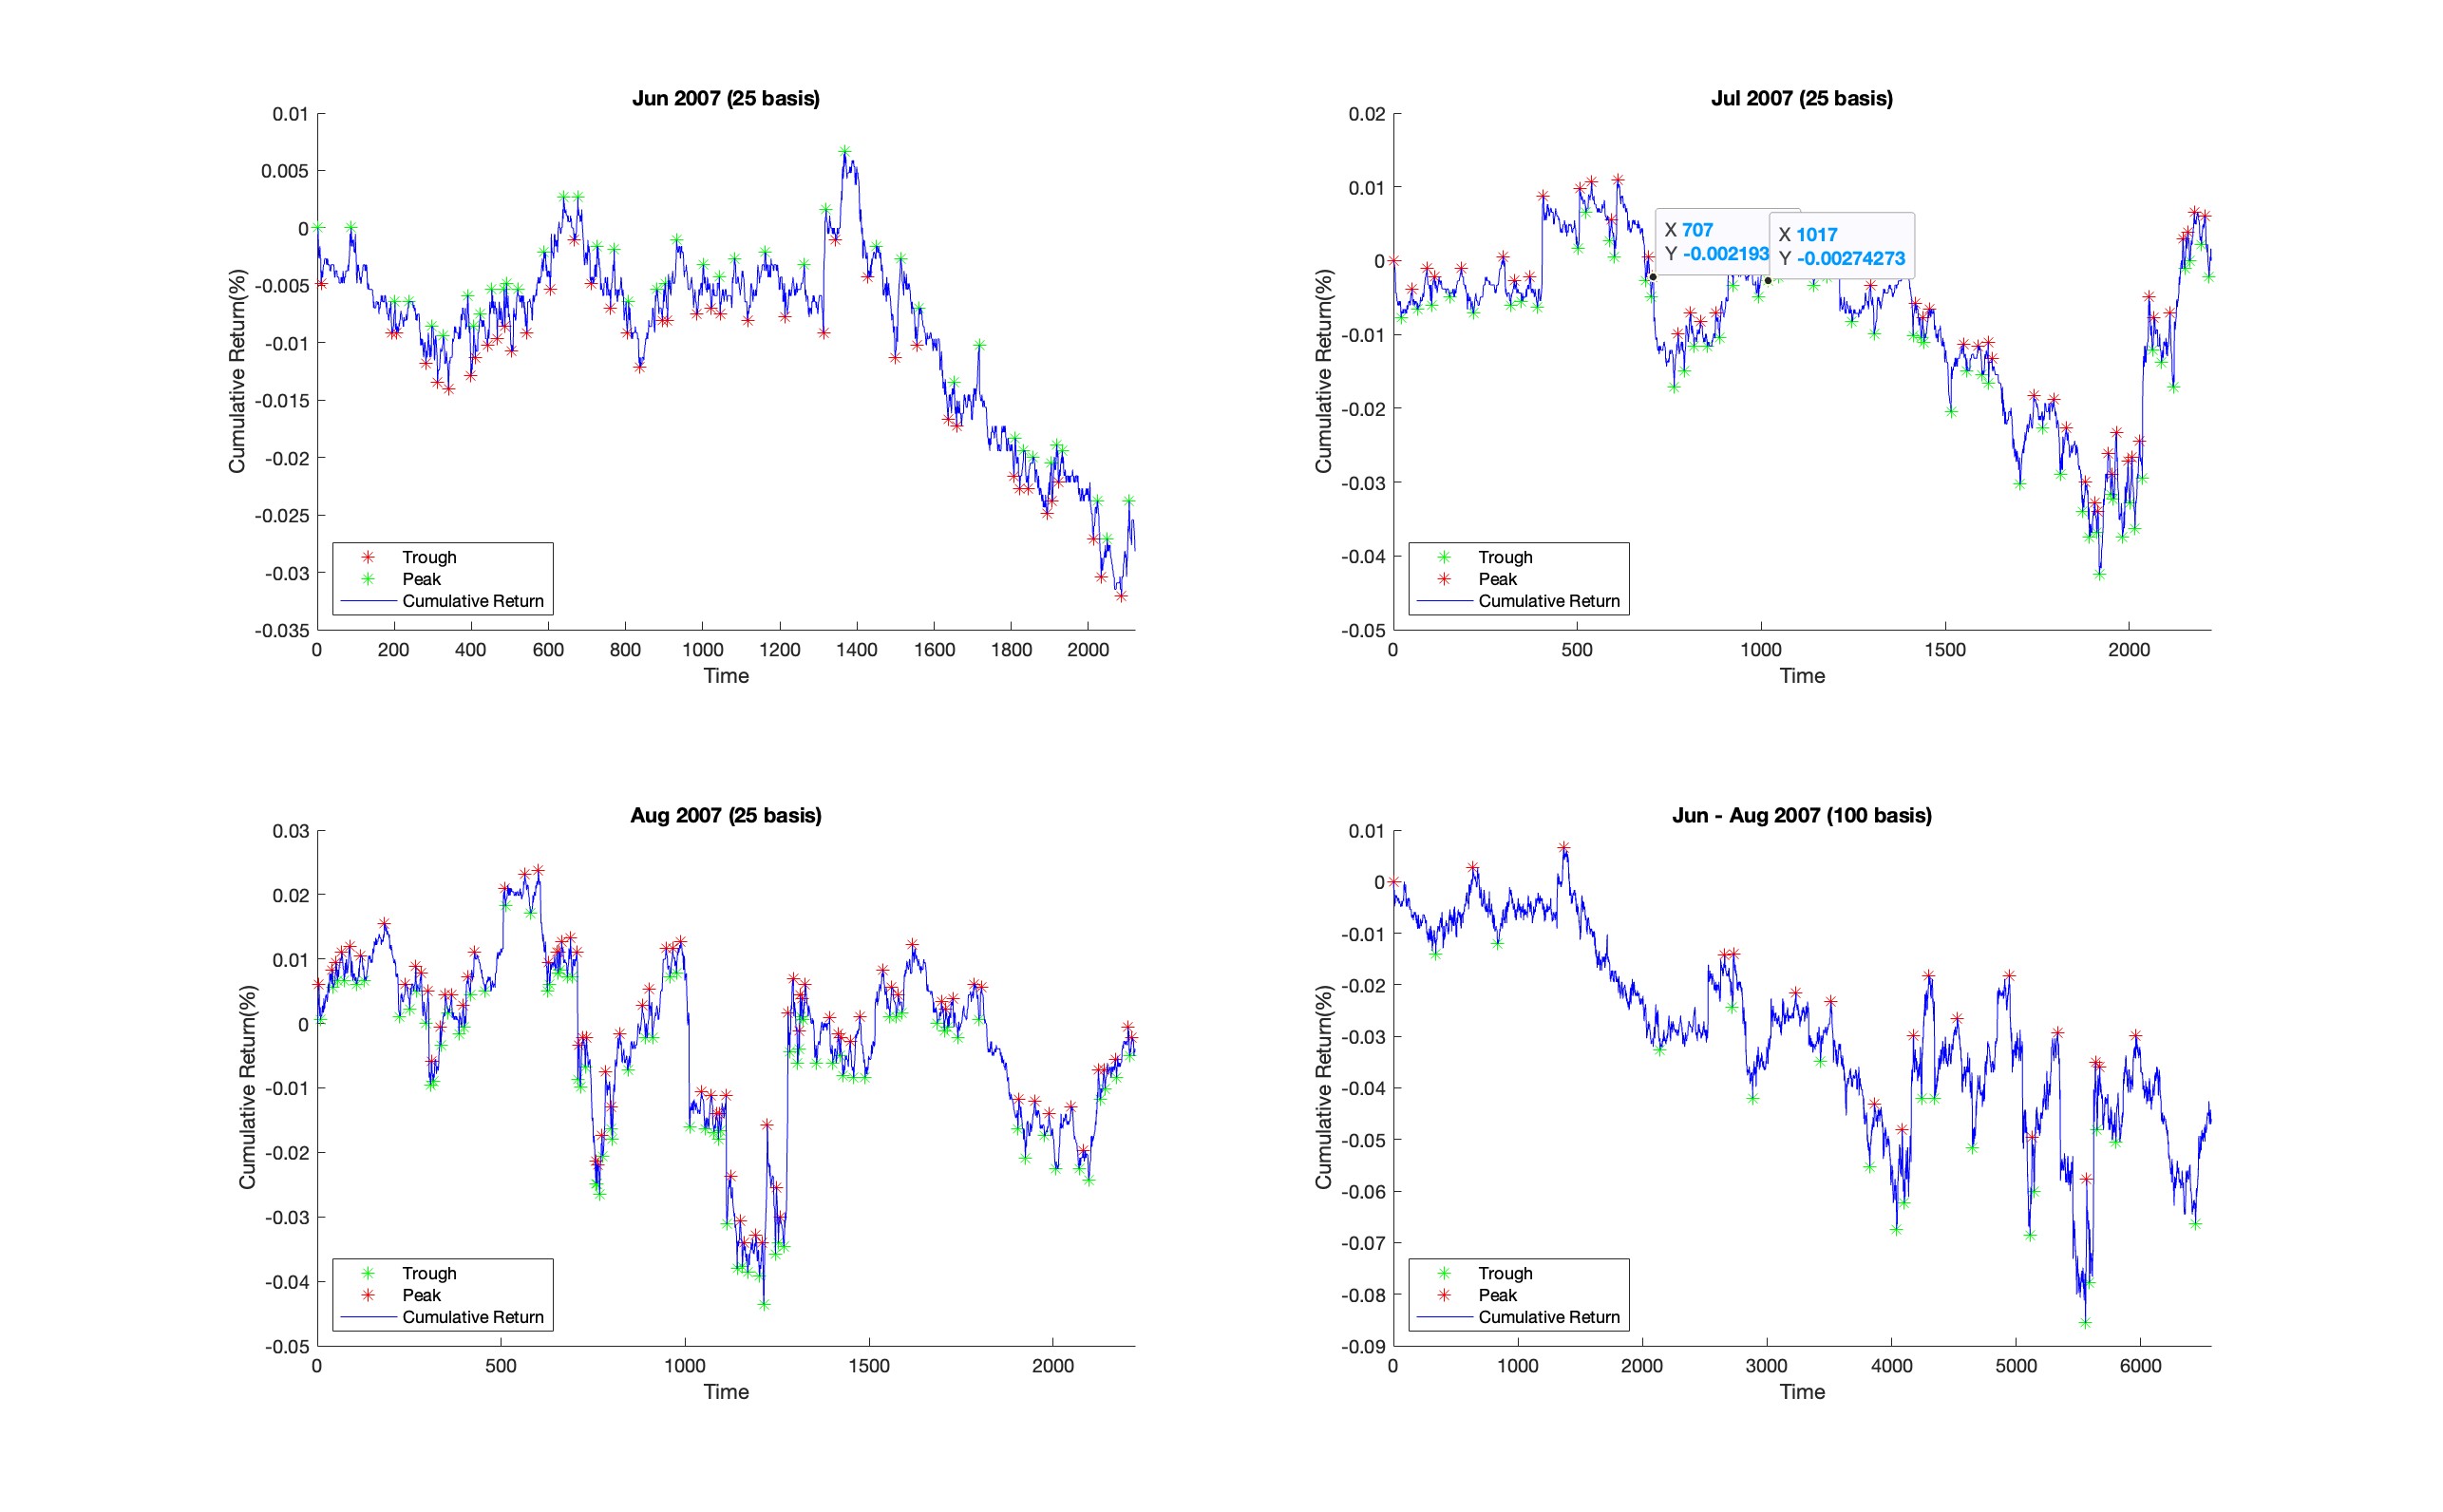 Jun 2007 (25 basis)
0.01
0.005
0
-0.005
-0.01
-0.015
-0.02
-0.025
-0.03
-0.035
Cumulative Return(%)
Trough
Peak
Cumulative Return
0 200 400 600 800 1000 1200 1400 1600 1800 2000
Time
Jul 2007 (25 basis)
0.02
0.01
0
-0.01
-0.02
-0.03
-0.04
-0.05
Cumulative Return(%)
X 707
Y -0.002193
X 1017
Y -0.00274273
Trough
Peak
Cumulative Return
0 500 1000 1500 2000
Time
Aug 2007 (25 basis)
0.03
0.02
0.01
0
-0.01
-0.02
-0.03
-0.04
-0.05
Cumulative Return(%)
Trough
Peak
Cumulative Return
0 500 1000 1500 2000
Time
Jun - Aug 2007 (100 basis)
0.01
0
-0.01
-0.02
-0.03
-0.04
-0.05
-0.06
-0.07
-0.08
-0.09
Cumulative Return(%)
Trough
Peak
Cumulative Return
0 1000 2000 3000 4000 5000 6000
Time